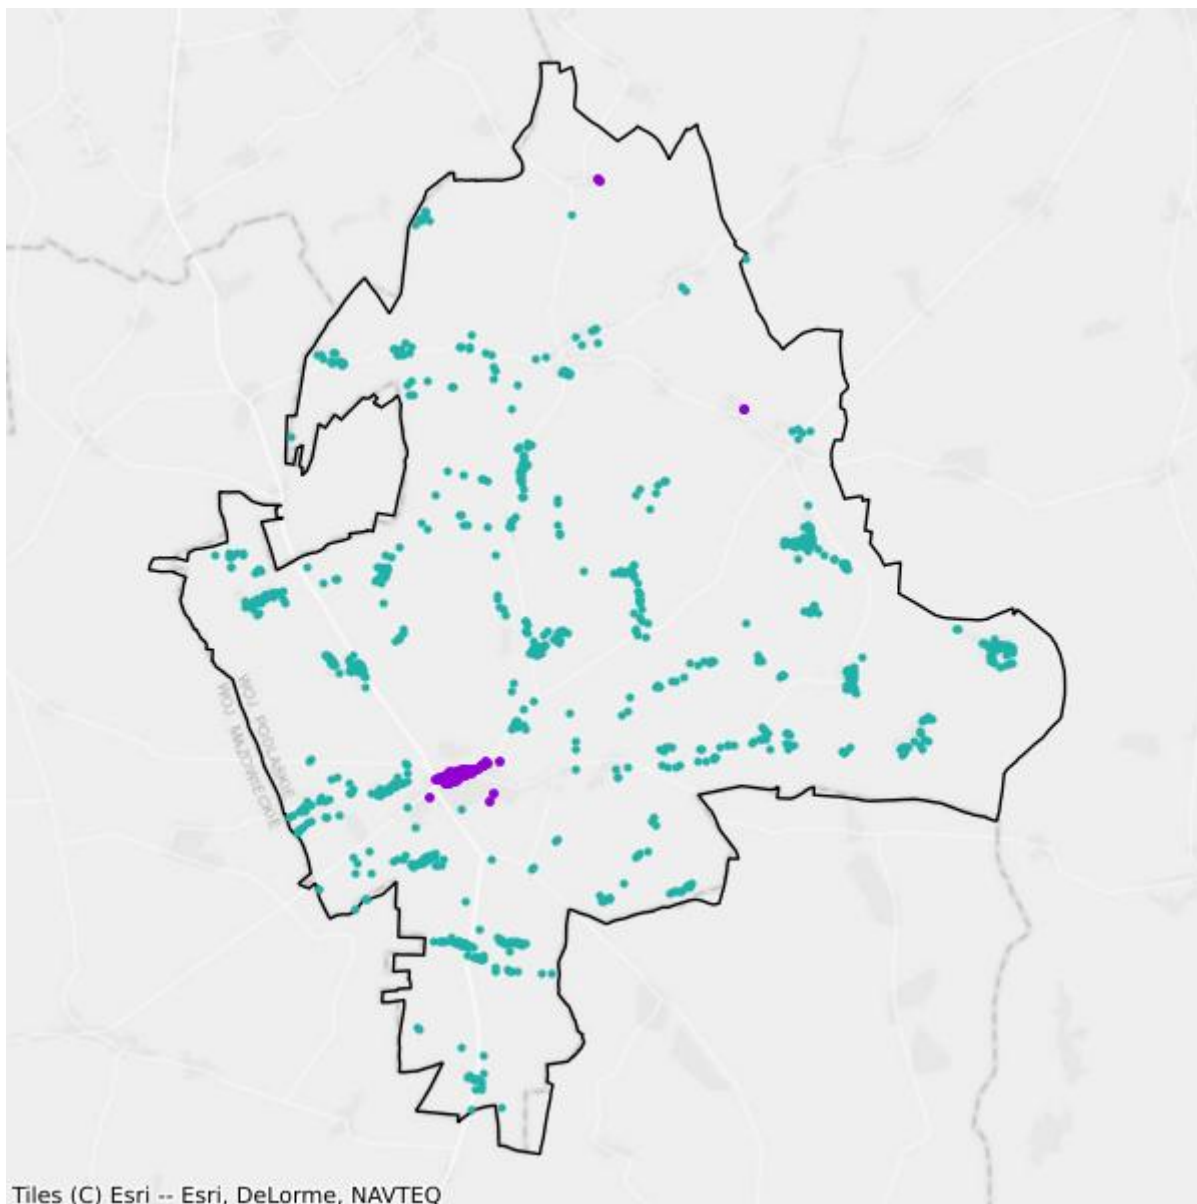 WOJ. PODLASKIE
WOJ. MAZOWIECKIE
Tiles (C) Esri -- Esri, DeLorme, NAVTEQ